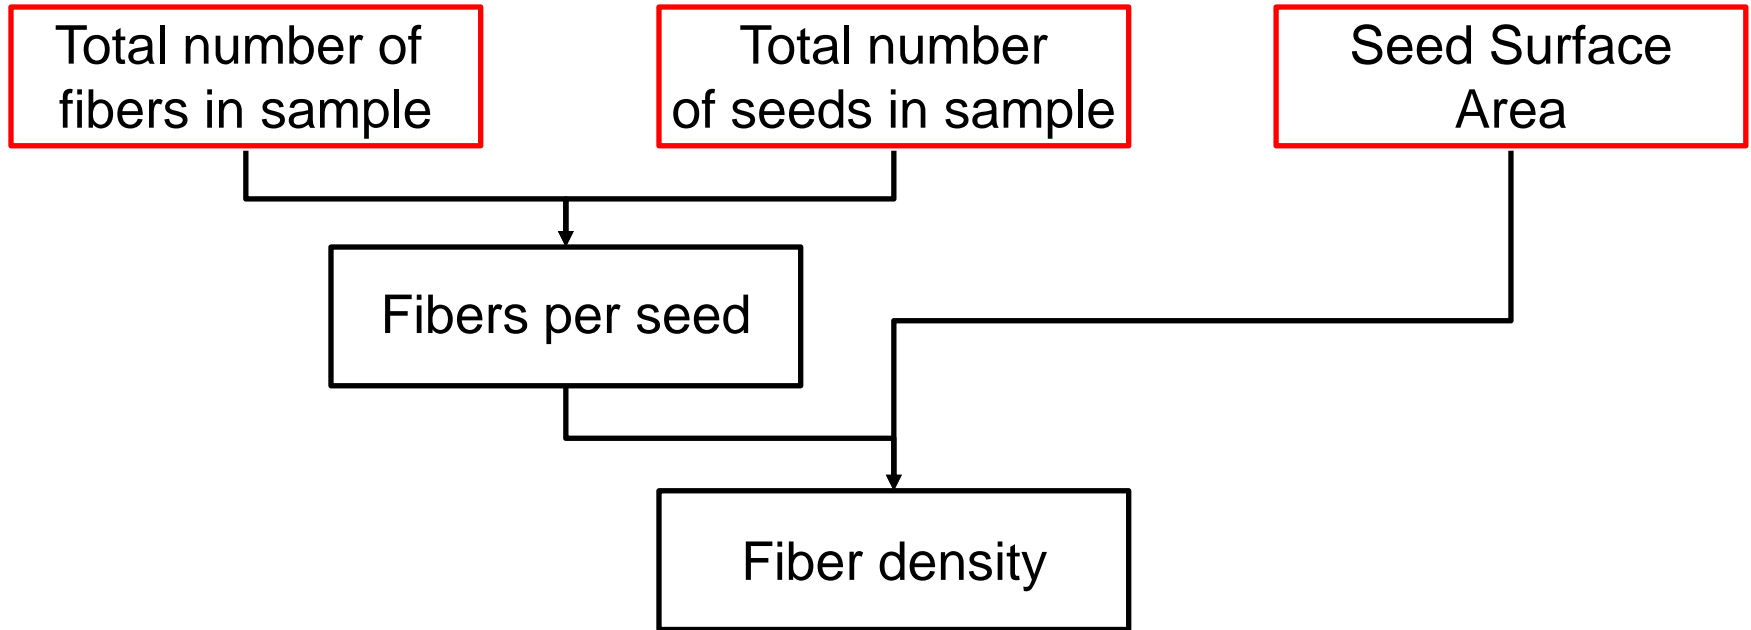 Total number of
fibers in sample
Total number
of seeds in sample
Seed Surface
Area
Fibers per seed
Fiber density